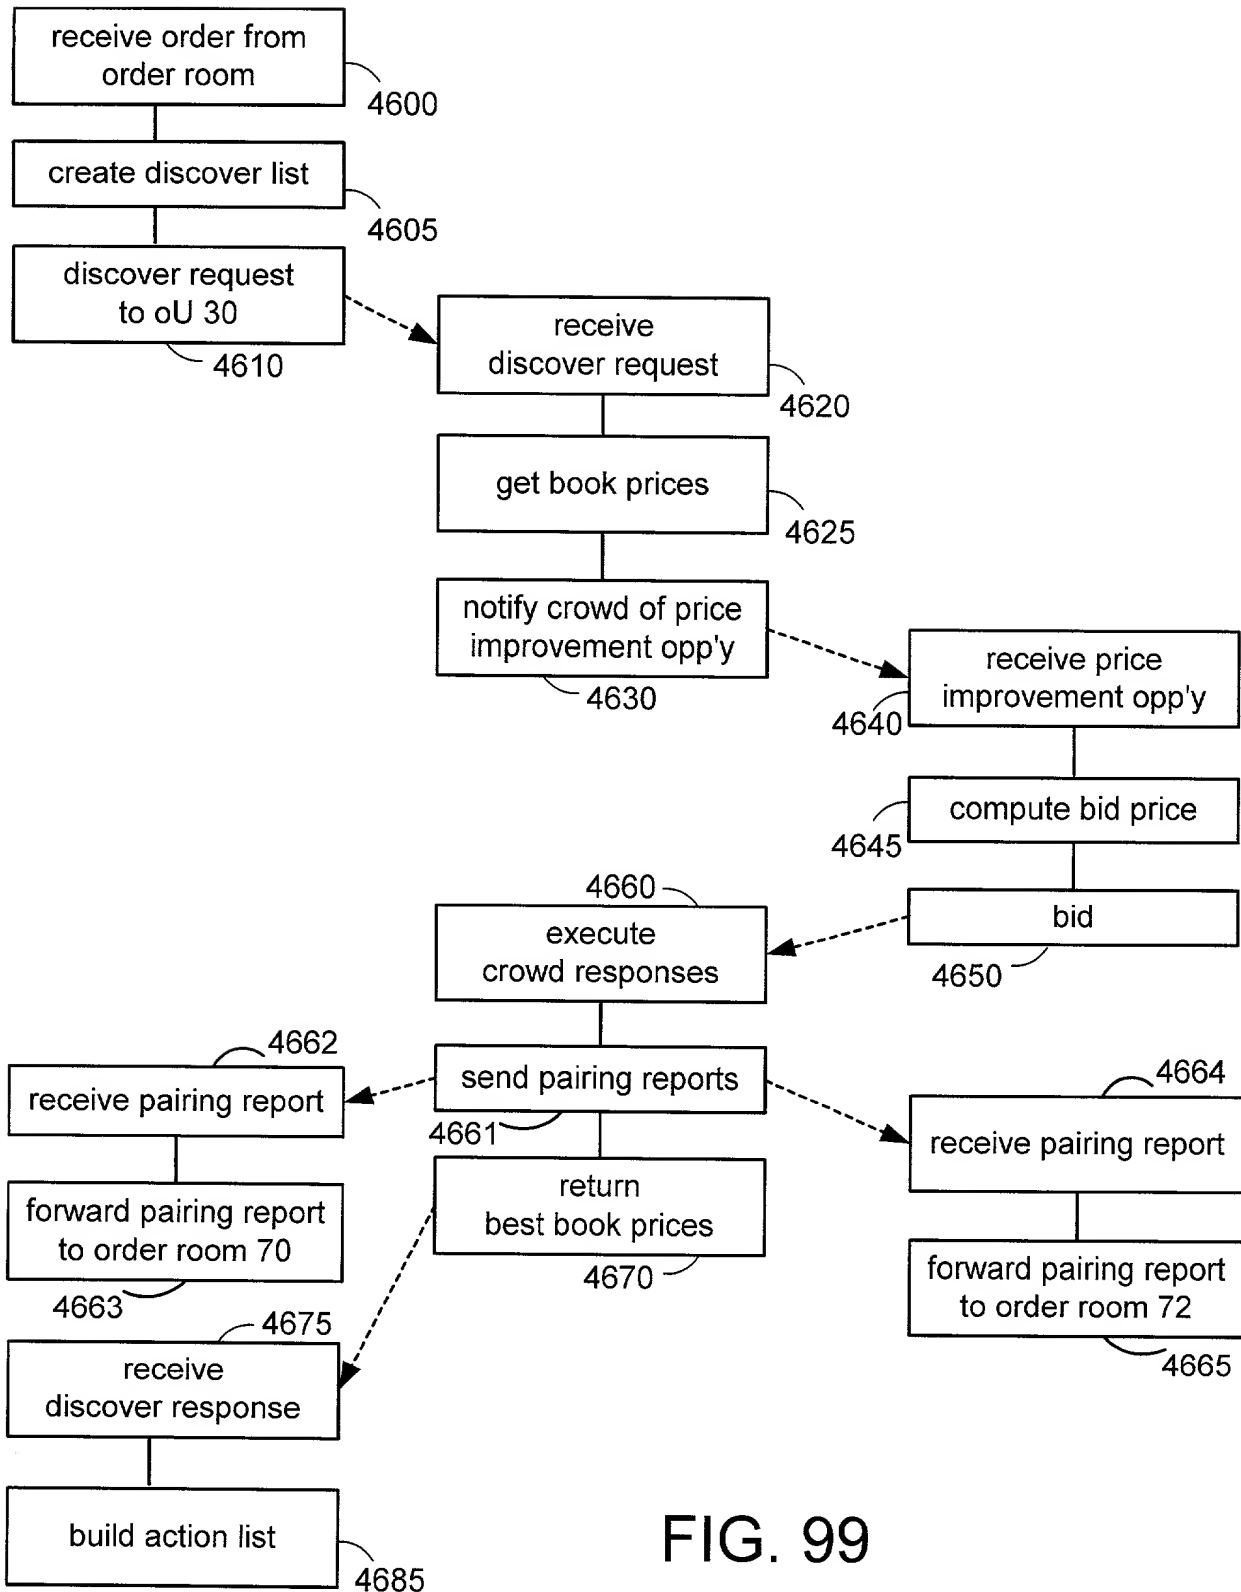 receive order from
order room
4600
create discover list
4605
discover request
to oU 30
4610
receive
discover request
4620
get book prices
4625
notify crowd of price
improvement opp'y
4630
receive price
improvement opp'y
4640
compute bid price
4645
bid
4650
4660
execute
crowd responses
4662
receive pairing report
send pairing reports
4661
4664
receive pairing report
forward pairing report
to order room 70
4663
return
best book prices
4670
forward pairing report
to order room 72
4665
4675
receive
discover response
build action list
4685
FIG. 99